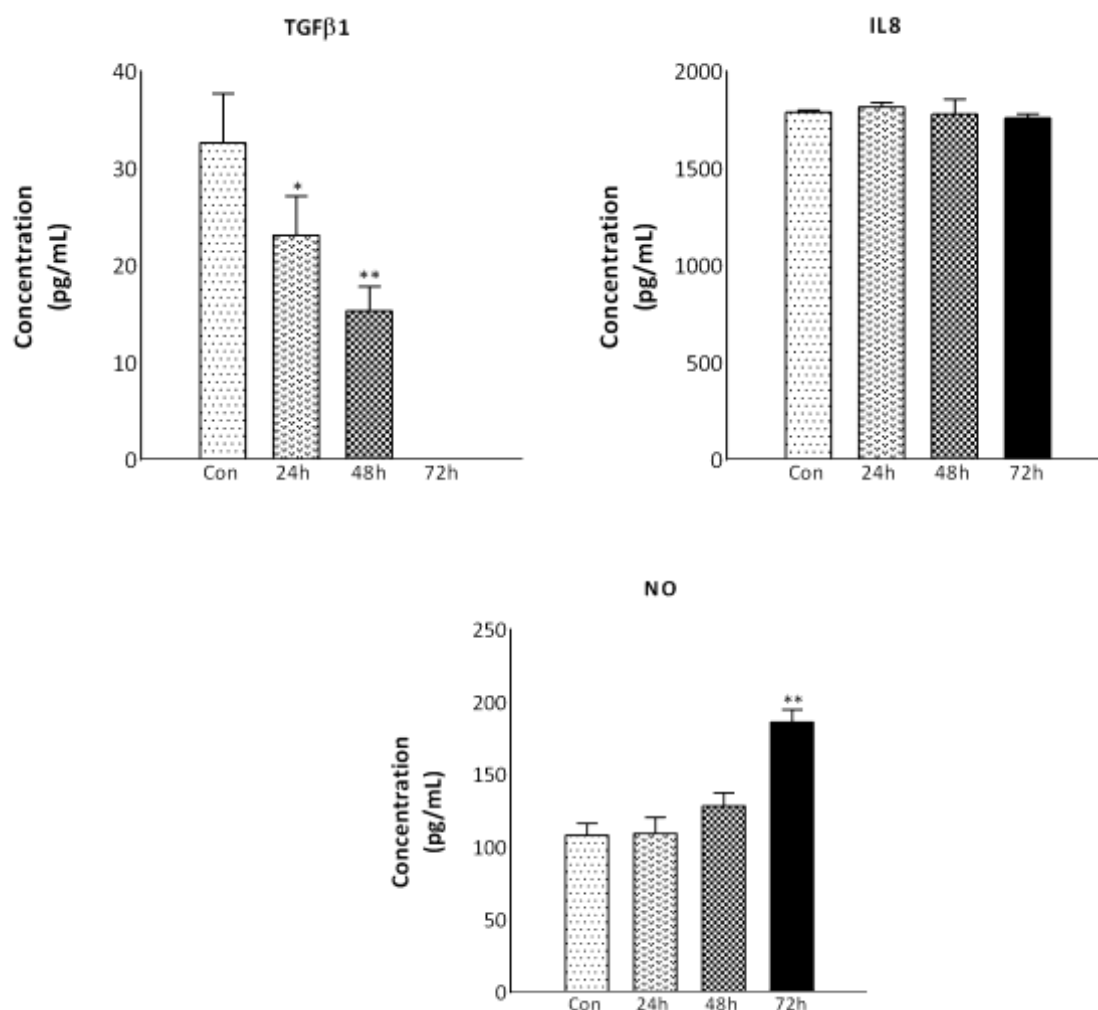 TGFβ1
Concentration
(pg/mL)
40
30
20
10
0
*
**
Con 24h 48h 72h
IL8
Concentration
(pg/mL)
2000
1500
1000
500
0
Con 24h 48h 72h
NO
Concentration
(pg/mL)
250
200
150
100
50
0
**
Con 24h 48h 72h